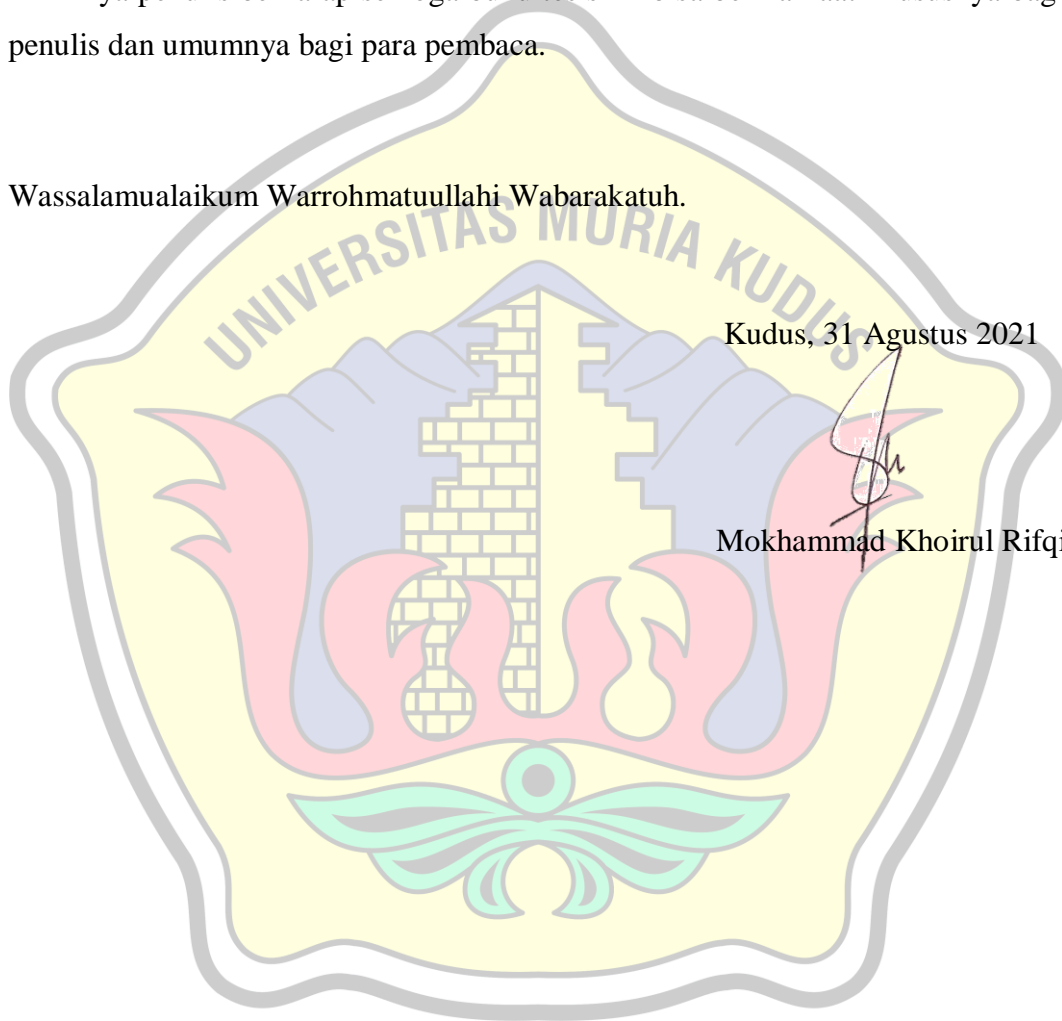 penulis dan umumnya bagi para pembaca.
Wassalamualaikum Warrohmatuullahi Wabarakatuh.
UNIVERSITAS MURIA KUDUS
Kudus, 31 Agustus 2021
Mokhammad Khoirul Rifqi